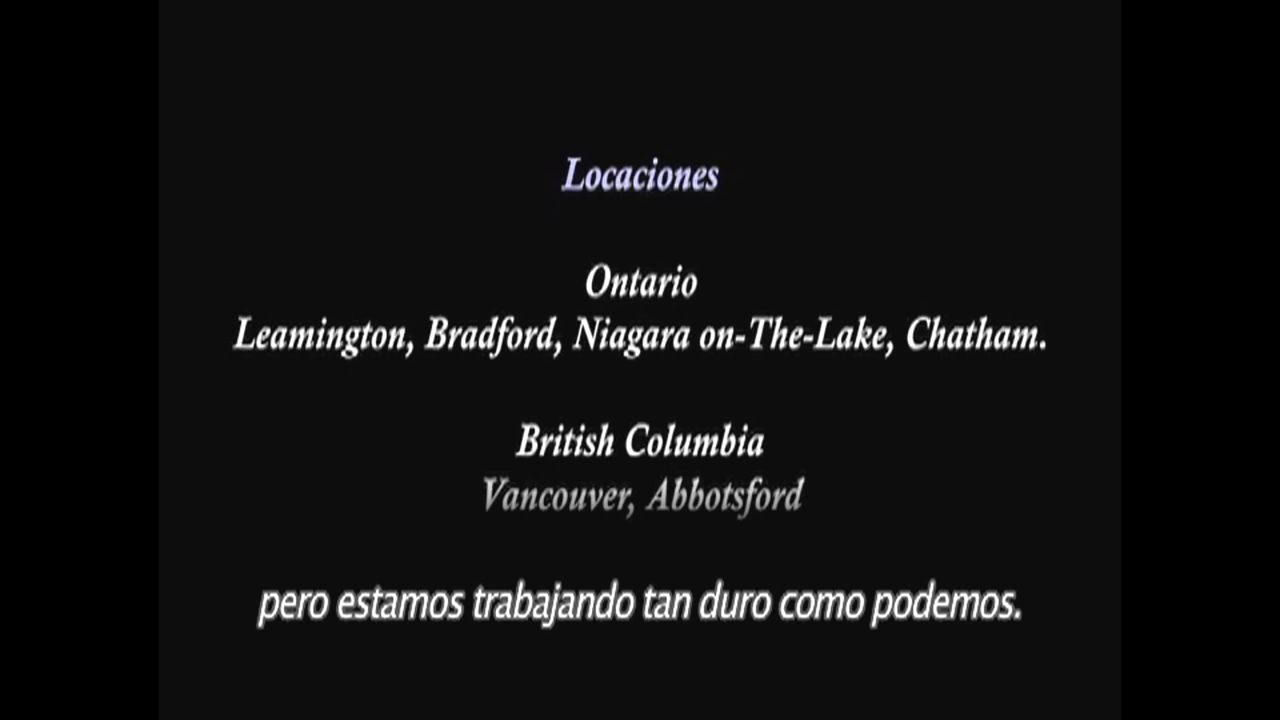 Locaciones
Ontario
Leamington, Bradford, Niagara on-The-Lake, Chatham.
British Columbia
Vancouver, Abbotsford
pero estamos trabajando tan duro como podemos.